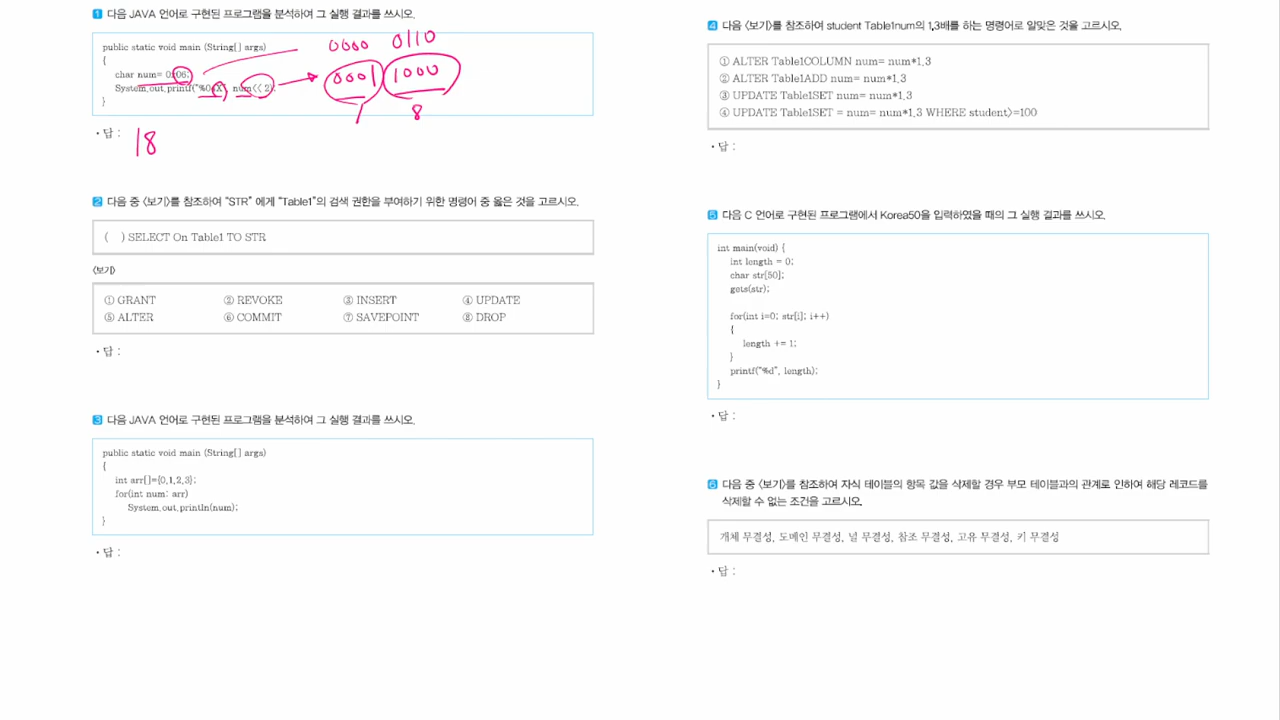 1 다음 JAVA 언어로 구현된 프로그램을 분석하여 그 실행 결과를 쓰시오.
public static void main (String[] args)
{
char num= 0x06;
System.out.printf("%04X", num<< 2);
}
0000 0110
0001 1000
1 8
• 답 : 18
2 다음 중 <보기>를 참조하여 "STR" 에게 "Table1"의 검색 권한을 부여하기 위한 명령어 중 옳은 것을 고르시오.
( ) SELECT On Table1 TO STR
<보기>
① GRANT ② REVOKE ③ INSERT ④ UPDATE
⑤ ALTER ⑥ COMMIT ⑦ SAVEPOINT ⑧ DROP
• 답 :
3 다음 JAVA 언어로 구현된 프로그램을 분석하여 그 실행 결과를 쓰시오.
public static void main (String[] args)
{
int arr[]={0,1,2,3};
for(int num: arr)
System.out.println(num);
}
• 답 :
4 다음 <보기>를 참조하여 student Table1num의 1.3배를 하는 명령어로 알맞은 것을 고르시오.
① ALTER Table1COLUMN num= num*1.3
② ALTER Table1ADD num= num*1.3
③ UPDATE Table1SET num= num*1.3
④ UPDATE Table1SET = num= num*1.3 WHERE student>=100
• 답 :
5 다음 C 언어로 구현된 프로그램에서 Korea50을 입력하였을 때의 그 실행 결과를 쓰시오.
int main(void) {
int length = 0;
char str[50];
gets(str);
for(int i=0; str[i]; i++)
{
length += 1;
}
printf("%d", length);
}
• 답 :
6 다음 중 <보기>를 참조하여 자식 테이블의 항목 값을 삭제할 경우 부모 테이블과의 관계로 인하여 해당 레코드를
삭제할 수 없는 조건을 고르시오.
개체 무결성, 도메인 무결성, 널 무결성, 참조 무결성, 고유 무결성, 키 무결성
• 답 :